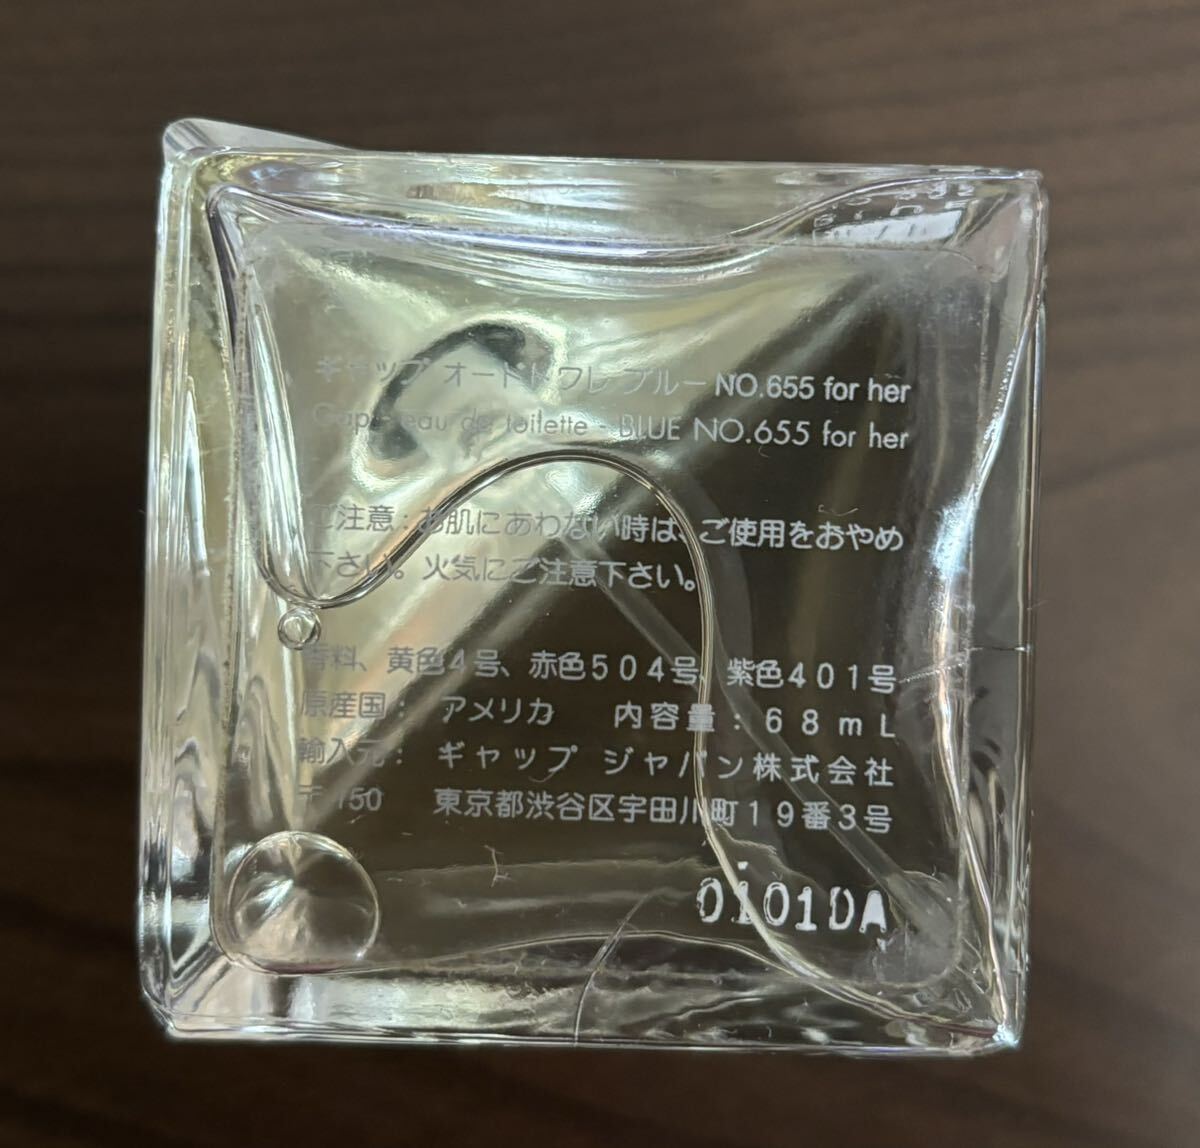 ギャップ オードトワレ ブルー NO.655 for her
Gap - eau de toilette - BLUE NO.655 for her
ご注意：お肌にあわない時は、ご使用をおやめ
下さい。火気にご注意下さい。
香料、黄色4号、赤色504号、紫色401号
原産国： アメリカ 内容量：68mL
輸入元： ギャップ ジャパン株式会社
〒150 東京都渋谷区宇田川町19番3号
0101DA